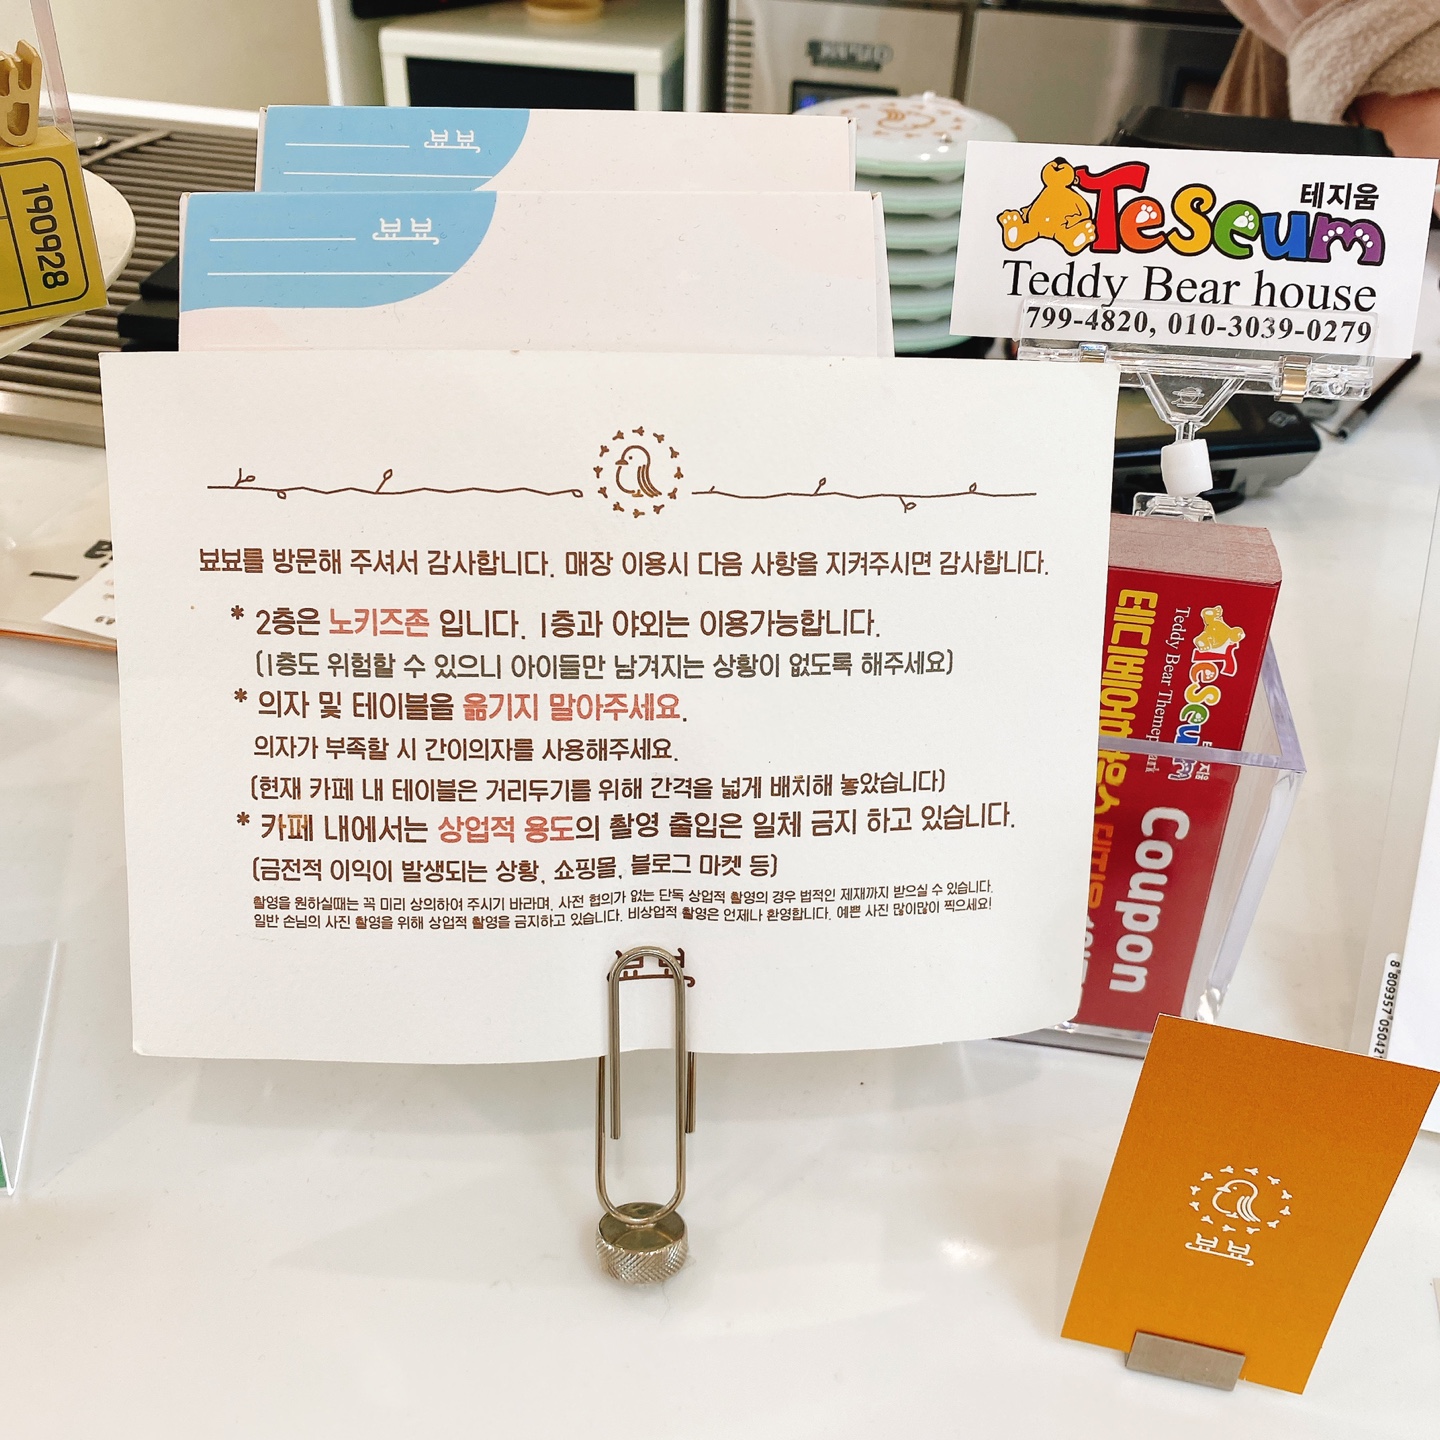 190928
뵤뵤
뵤뵤
테지움
Teseum
Teddy Bear house
799-4820, 010-3039-0279
뵤뵤를 방문해 주셔서 감사합니다. 매장 이용시 다음 사항을 지켜주시면 감사합니다.
* 2층은 노키즈존 입니다. 1층과 야외는 이용가능합니다.
(1층도 위험할 수 있으니 아이들만 남겨지는 상황이 없도록 해주세요)
* 의자 및 테이블을 옮기지 말아주세요.
의자가 부족할 시 간이의자를 사용해주세요.
(현재 카페 내 테이블은 거리두기를 위해 간격을 넓게 배치해 놓았습니다)
* 카페 내에서는 상업적 용도의 촬영 출입은 일체 금지 하고 있습니다.
(금전적 이익이 발생되는 상황, 쇼핑몰, 블로그 마켓 등)
촬영을 원하실때는 꼭 미리 상의하여 주시기 바라며, 사전 협의가 없는 단독 상업적 촬영의 경우 법적인 제재까지 받으실 수 있습니다.
일반 손님의 사진 촬영을 위해 상업적 촬영을 금지하고 있습니다. 비상업적 촬영은 언제나 환영합니다. 예쁜 사진 많이많이 찍으세요!
뵤뵤
Teseum
테지움
Teddy Bear Themepark
Coupon
뵤뵤